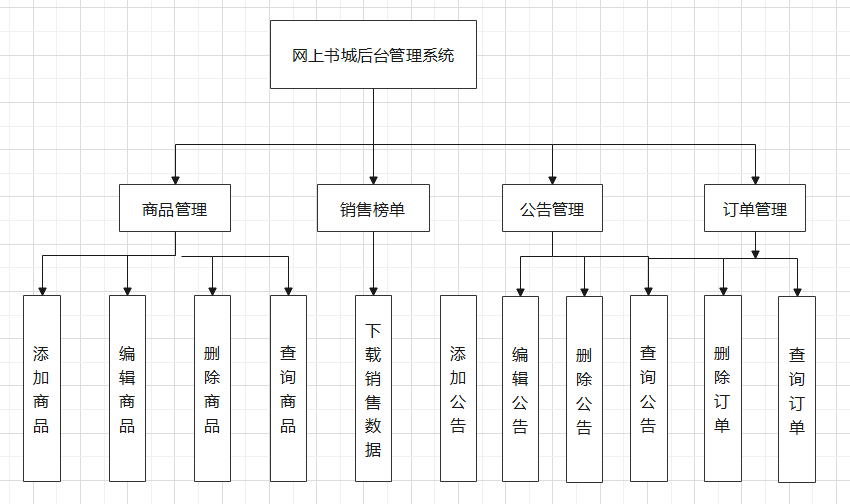 网上书城后台管理系统
商品管理
销售榜单
公告管理
订单管理
添加商品
编辑商品
删除商品
查询商品
下载销售数据
添加公告
编辑公告
删除公告
查询公告
删除订单
查询订单